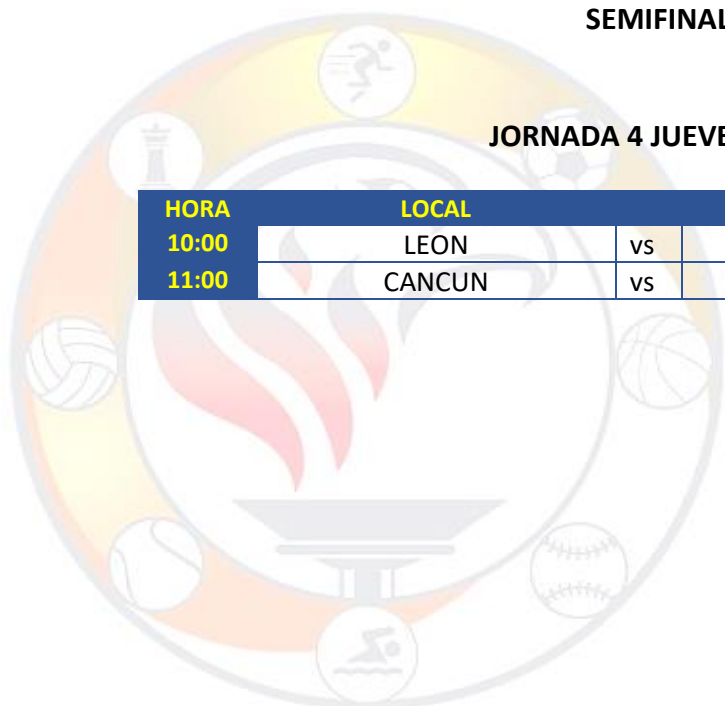 SEMIFINAL
JORNADA 4 JUEVE
HORA LOCAL
10:00 LEON vs
11:00 CANCUN vs